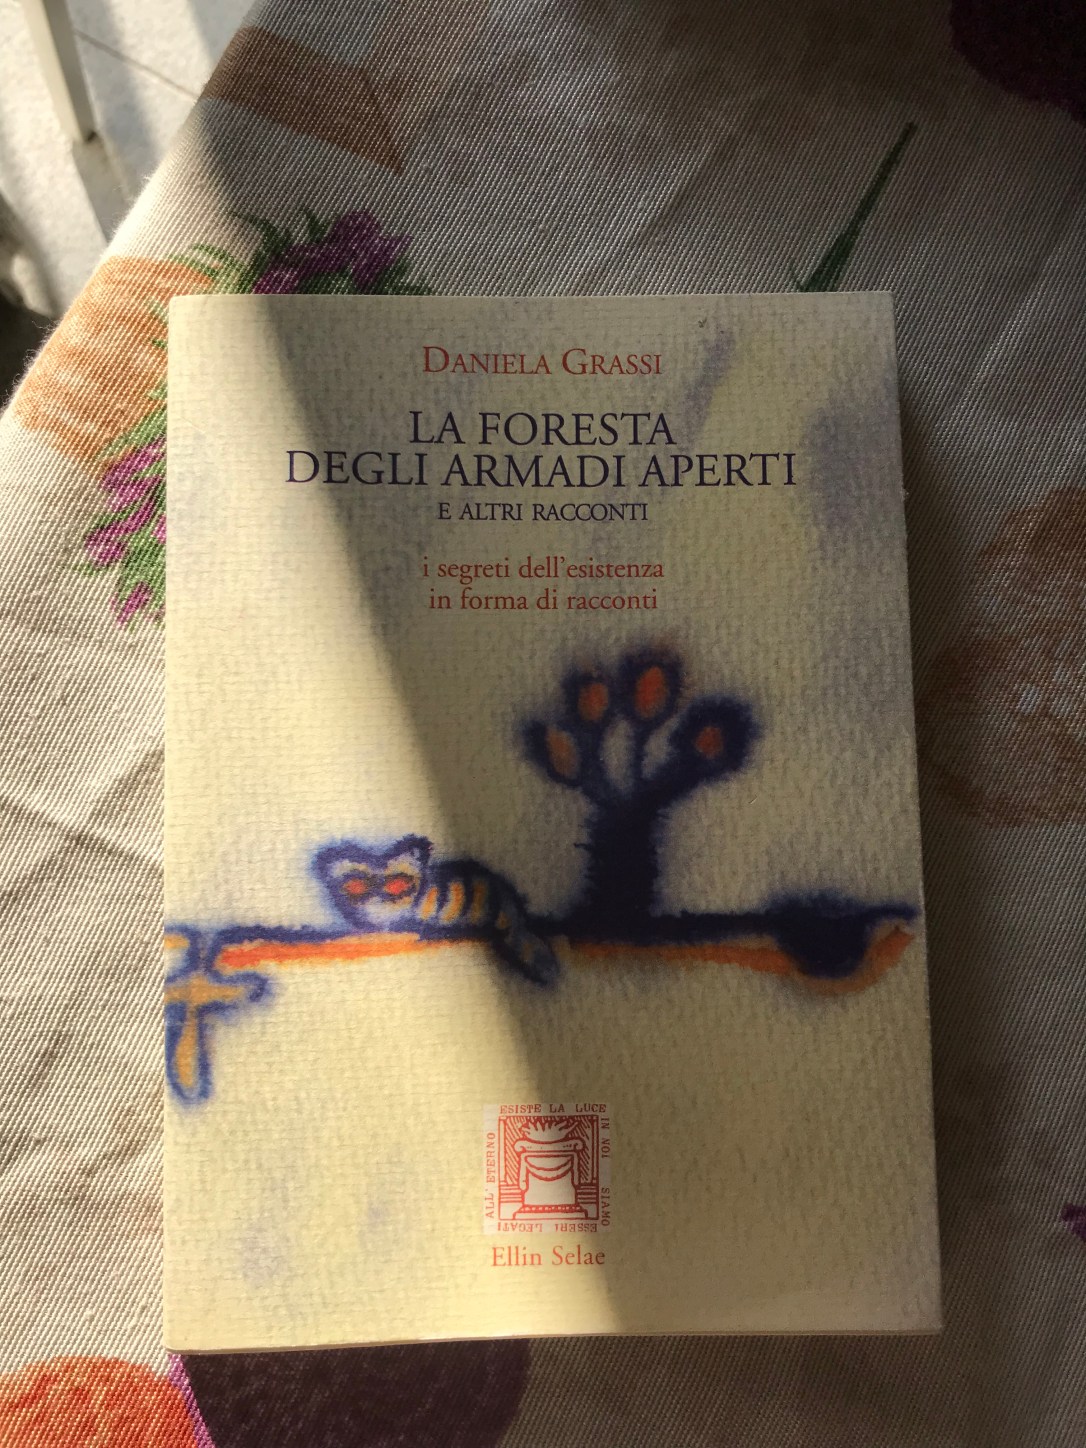 DANIELA GRASSI
LA FORESTA
DEGLI ARMADI APERTI
E ALTRI RACCONTI
i segreti dell'esistenza
in forma di racconti
ESISTE LA LUCE
IN NOI SIAMO
ESSERI LEGATI
ALL'ETERNO
Ellin Selae